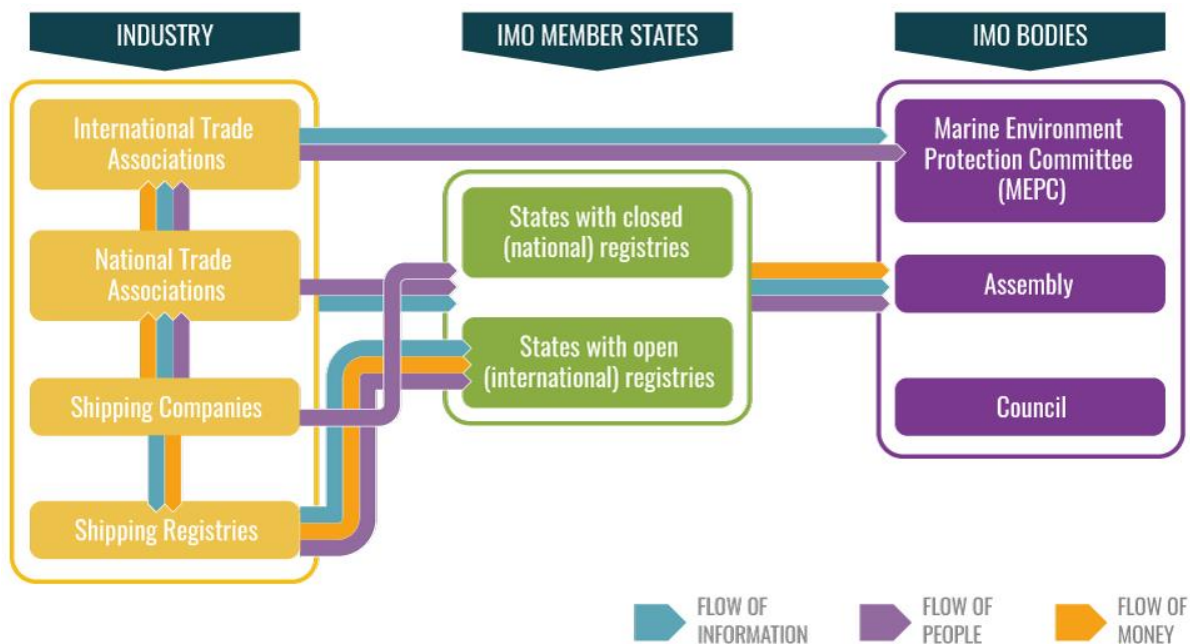 INDUSTRY
IMO MEMBER STATES
IMO BODIES
International Trade
Associations
National Trade
Associations
Shipping Companies
Shipping Registries
States with closed
(national) registries
States with open
(international) registries
Marine Environment
Protection Committee
(MEPC)
Assembly
Council
FLOW OF
INFORMATION
FLOW OF
PEOPLE
FLOW OF
MONEY